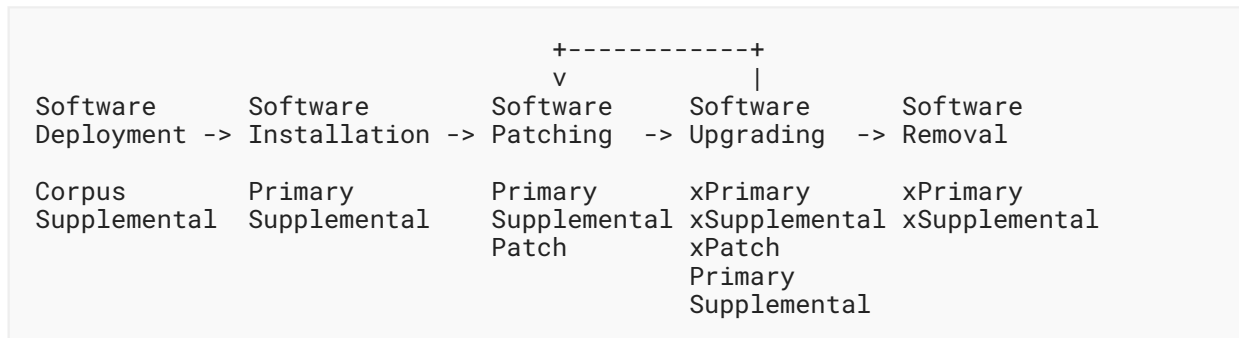 +------------+
v            |
Software      Software        Software     Software      Software
Deployment -> Installation -> Patching  -> Upgrading  -> Removal
Corpus        Primary         Primary      xPrimary      xPrimary
Supplemental  Supplemental    Supplemental xSupplemental xSupplemental
Patch        xPatch
Primary
Supplemental